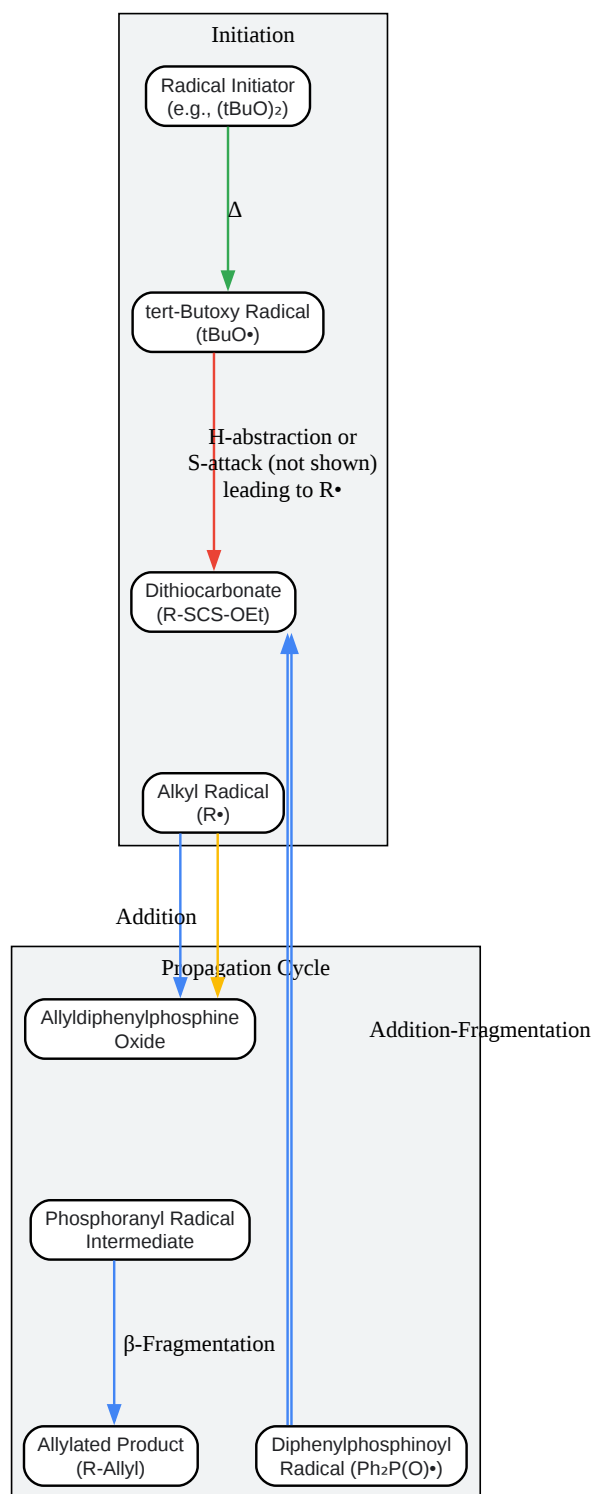 Initiation
Radical Initiator
(e.g., (tBuO)₂)
Δ
tert-Butoxy Radical
(tBuO•)
H-abstraction or
S-attack (not shown)
leading to R•
Dithiocarbonate
(R-SCS-OEt)
Alkyl Radical
(R•)
Addition
Propagation Cycle
Allyldiphenylphosphine
Oxide
Addition-Fragmentation
Phosphoranyl Radical
Intermediate
β-Fragmentation
Allylated Product
(R-Allyl)
Diphenylphosphinoyl
Radical (Ph₂P(O)•)